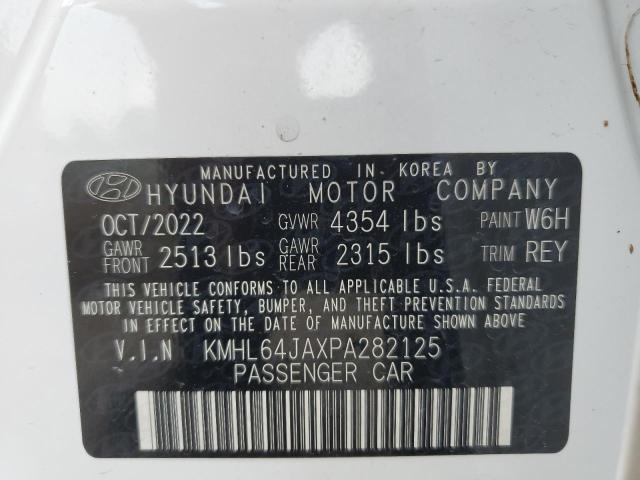 MANUFACTURED IN KOREA BY
HYUNDAI MOTOR COMPANY
OCT/2022 GVWR 4354 lbs PAINT W6H
GAWR FRONT 2513 lbs GAWR REAR 2315 lbs TRIM REY
THIS VEHICLE CONFORMS TO ALL APPLICABLE U.S.A. FEDERAL
MOTOR VEHICLE SAFETY, BUMPER, AND THEFT PREVENTION STANDARDS
IN EFFECT ON THE DATE OF MANUFACTURE SHOWN ABOVE
V.I.N KMHL64JAXPA282125
PASSENGER CAR